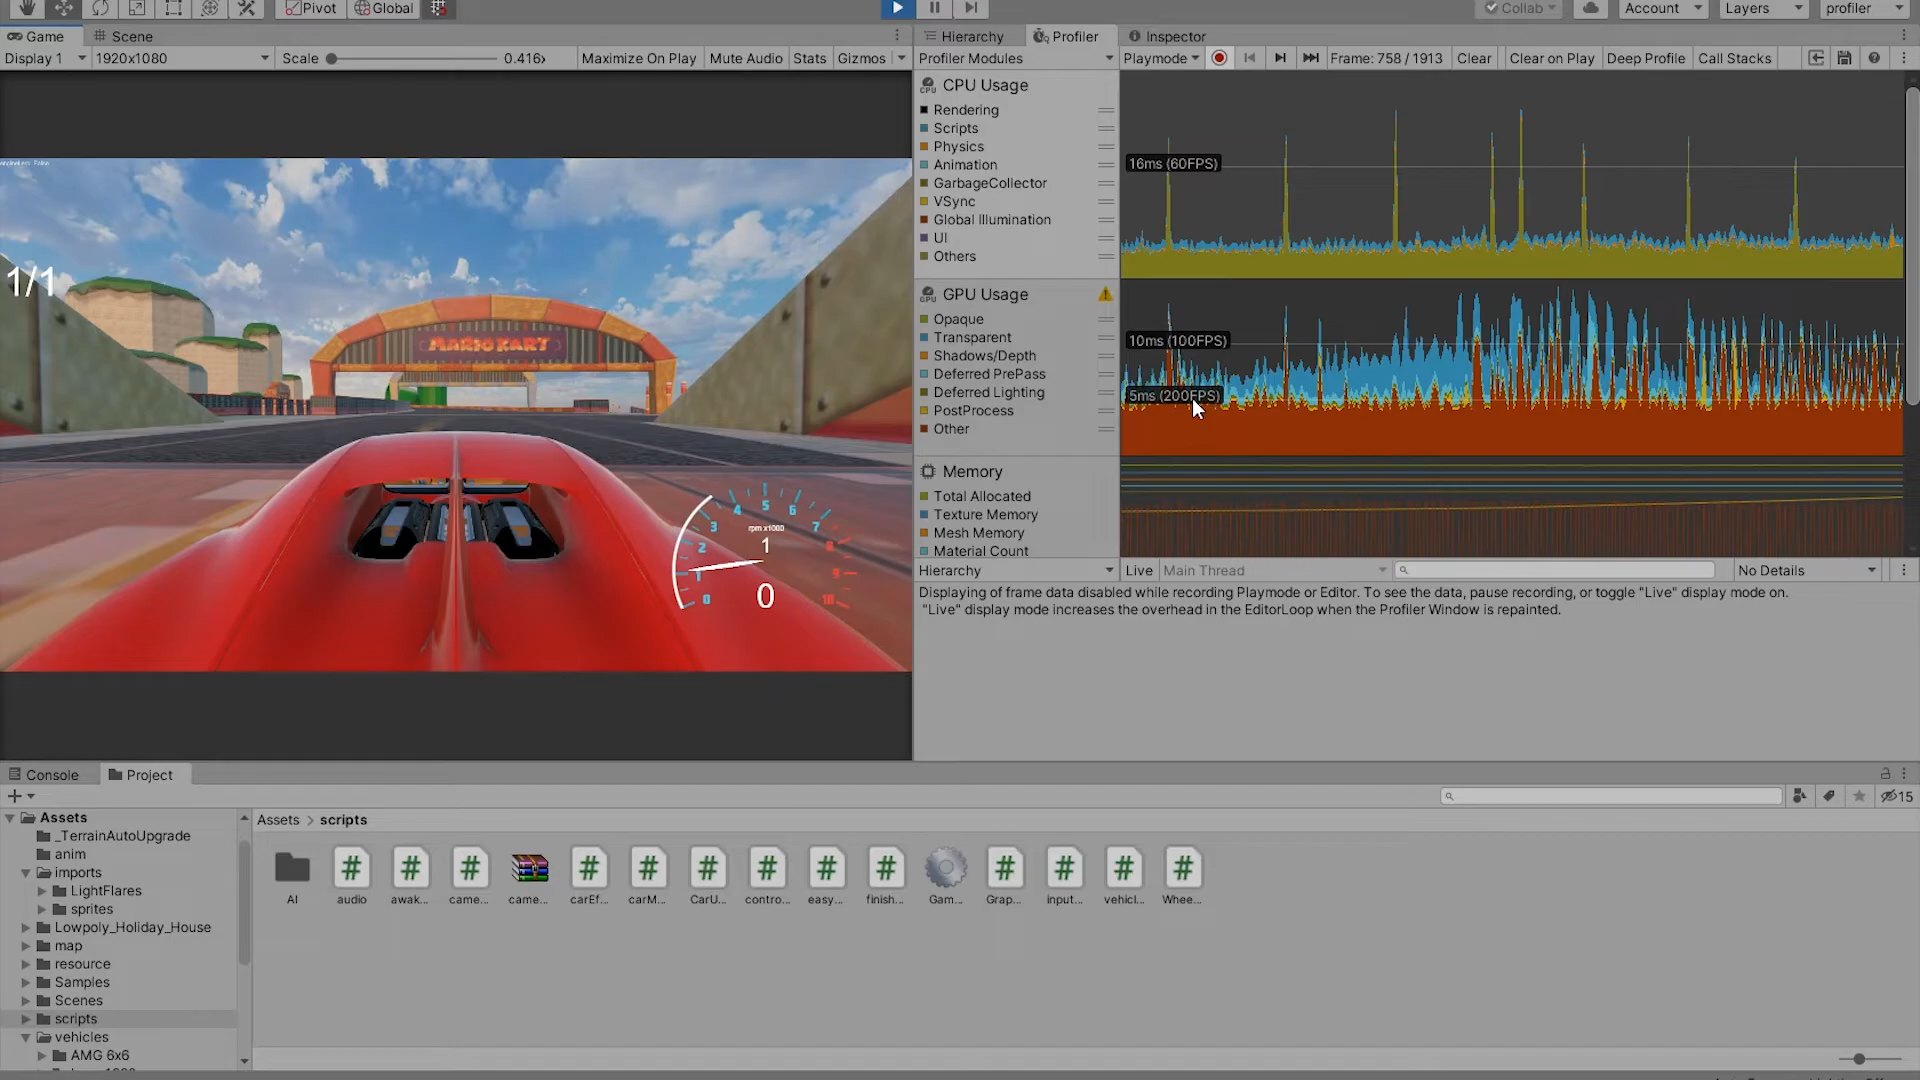 Pivot
Global
Collab
Account
Layers
profiler
Game
Scene
Hierarchy
Profiler
Inspector
Display 1
1920x1080
Scale
0.416x
Maximize On Play
Mute Audio
Stats
Gizmos
Profiler Modules
Playmode
Frame: 758 / 1913
Clear
Clear on Play
Deep Profile
Call Stacks
CPU Usage
Rendering
Scripts
Physics
Animation
GarbageCollector
VSync
Global Illumination
UI
Others
16ms (60FPS)
GPU Usage
Opaque
Transparent
Shadows/Depth
Deferred PrePass
Deferred Lighting
PostProcess
Other
10ms (100FPS)
5ms (200FPS)
Memory
Total Allocated
Texture Memory
Mesh Memory
Material Count
1/1
MARIO KART
0
1
2
3
4
5
6
7
8
9
10
rpm x1000
1
0
Hierarchy
Live
Main Thread
No Details
Displaying of frame data disabled while recording Playmode or Editor. To see the data, pause recording, or toggle "Live" display mode on.
"Live" display mode increases the overhead in the EditorLoop when the Profiler Window is repainted.
Console
Project
15
Assets
_TerrainAutoUpgrade
anim
imports
LightFlares
sprites
Lowpoly_Holiday_House
map
resource
Samples
Scenes
scripts
vehicles
AMG 6x6
Assets > scripts
AI
audio
awak...
came...
came...
carEf...
carM...
CarU...
contro...
easy...
finish...
Gam...
Grap...
input...
vehicl...
Whee...